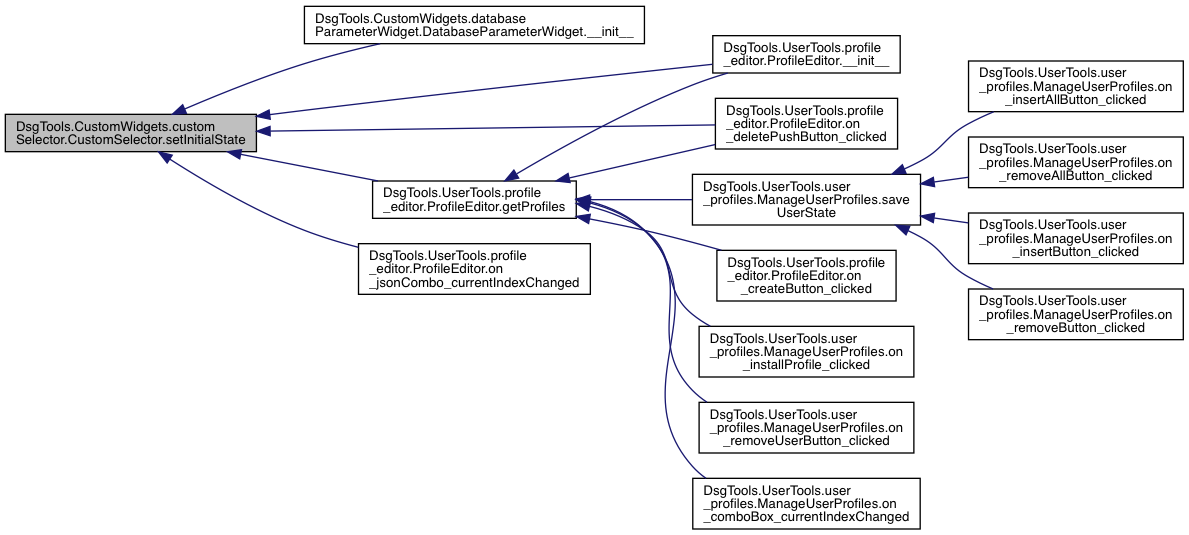 DsgTools.CustomWidgets.database
ParameterWidget.DatabaseParameterWidget.__init__
DsgTools.UserTools.profile
_editor.ProfileEditor.__init__
DsgTools.UserTools.user
_profiles.ManageUserProfiles.on
_insertAllButton_clicked
DsgTools.CustomWidgets.custom
Selector.CustomSelector.setInitialState
DsgTools.UserTools.profile
_editor.ProfileEditor.on
_deletePushButton_clicked
DsgTools.UserTools.user
_profiles.ManageUserProfiles.on
_removeAllButton_clicked
DsgTools.UserTools.profile
_editor.ProfileEditor.getProfiles
DsgTools.UserTools.user
_profiles.ManageUserProfiles.save
UserState
DsgTools.UserTools.user
_profiles.ManageUserProfiles.on
_insertButton_clicked
DsgTools.UserTools.profile
_editor.ProfileEditor.on
_jsonCombo_currentIndexChanged
DsgTools.UserTools.profile
_editor.ProfileEditor.on
_createButton_clicked
DsgTools.UserTools.user
_profiles.ManageUserProfiles.on
_removeButton_clicked
DsgTools.UserTools.user
_profiles.ManageUserProfiles.on
_installProfile_clicked
DsgTools.UserTools.user
_profiles.ManageUserProfiles.on
_removeUserButton_clicked
DsgTools.UserTools.user
_profiles.ManageUserProfiles.on
_comboBox_currentIndexChanged